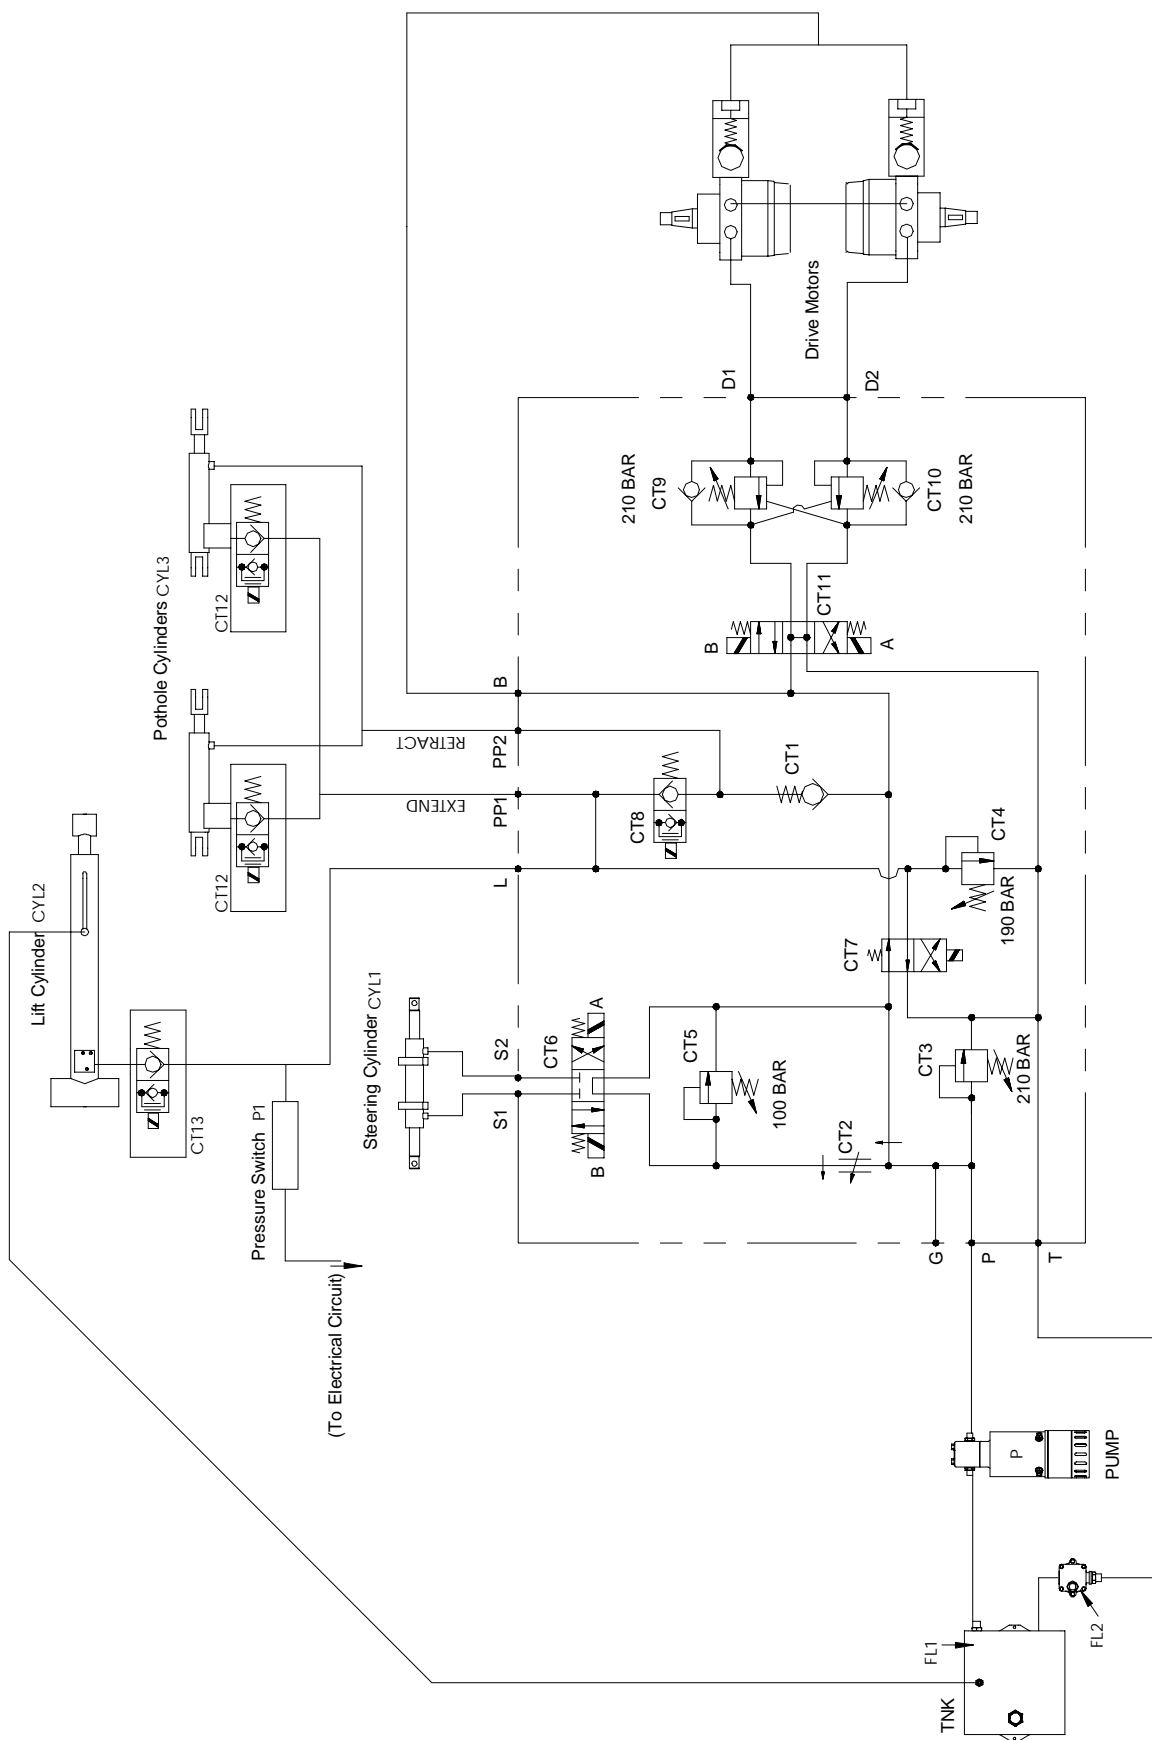 Drive Motors
D1
D2
CT9
210 BAR
CT10
210 BAR
Pothole Cylinders CYL3
CT12
CT12
CT11
B
A
B
RETRACT
PP2
EXTEND
PP1
L
CT1
CT8
CT4
190 BAR
CT7
Lift Cylinder CYL2
CT13
Pressure Switch P1
(To Electrical Circuit)
Steering Cylinder CYL1
S2
S1
CT6
A
B
CT5
100 BAR
CT2
CT3
210 BAR
G
P
T
P
PUMP
FL1
FL2
TNK